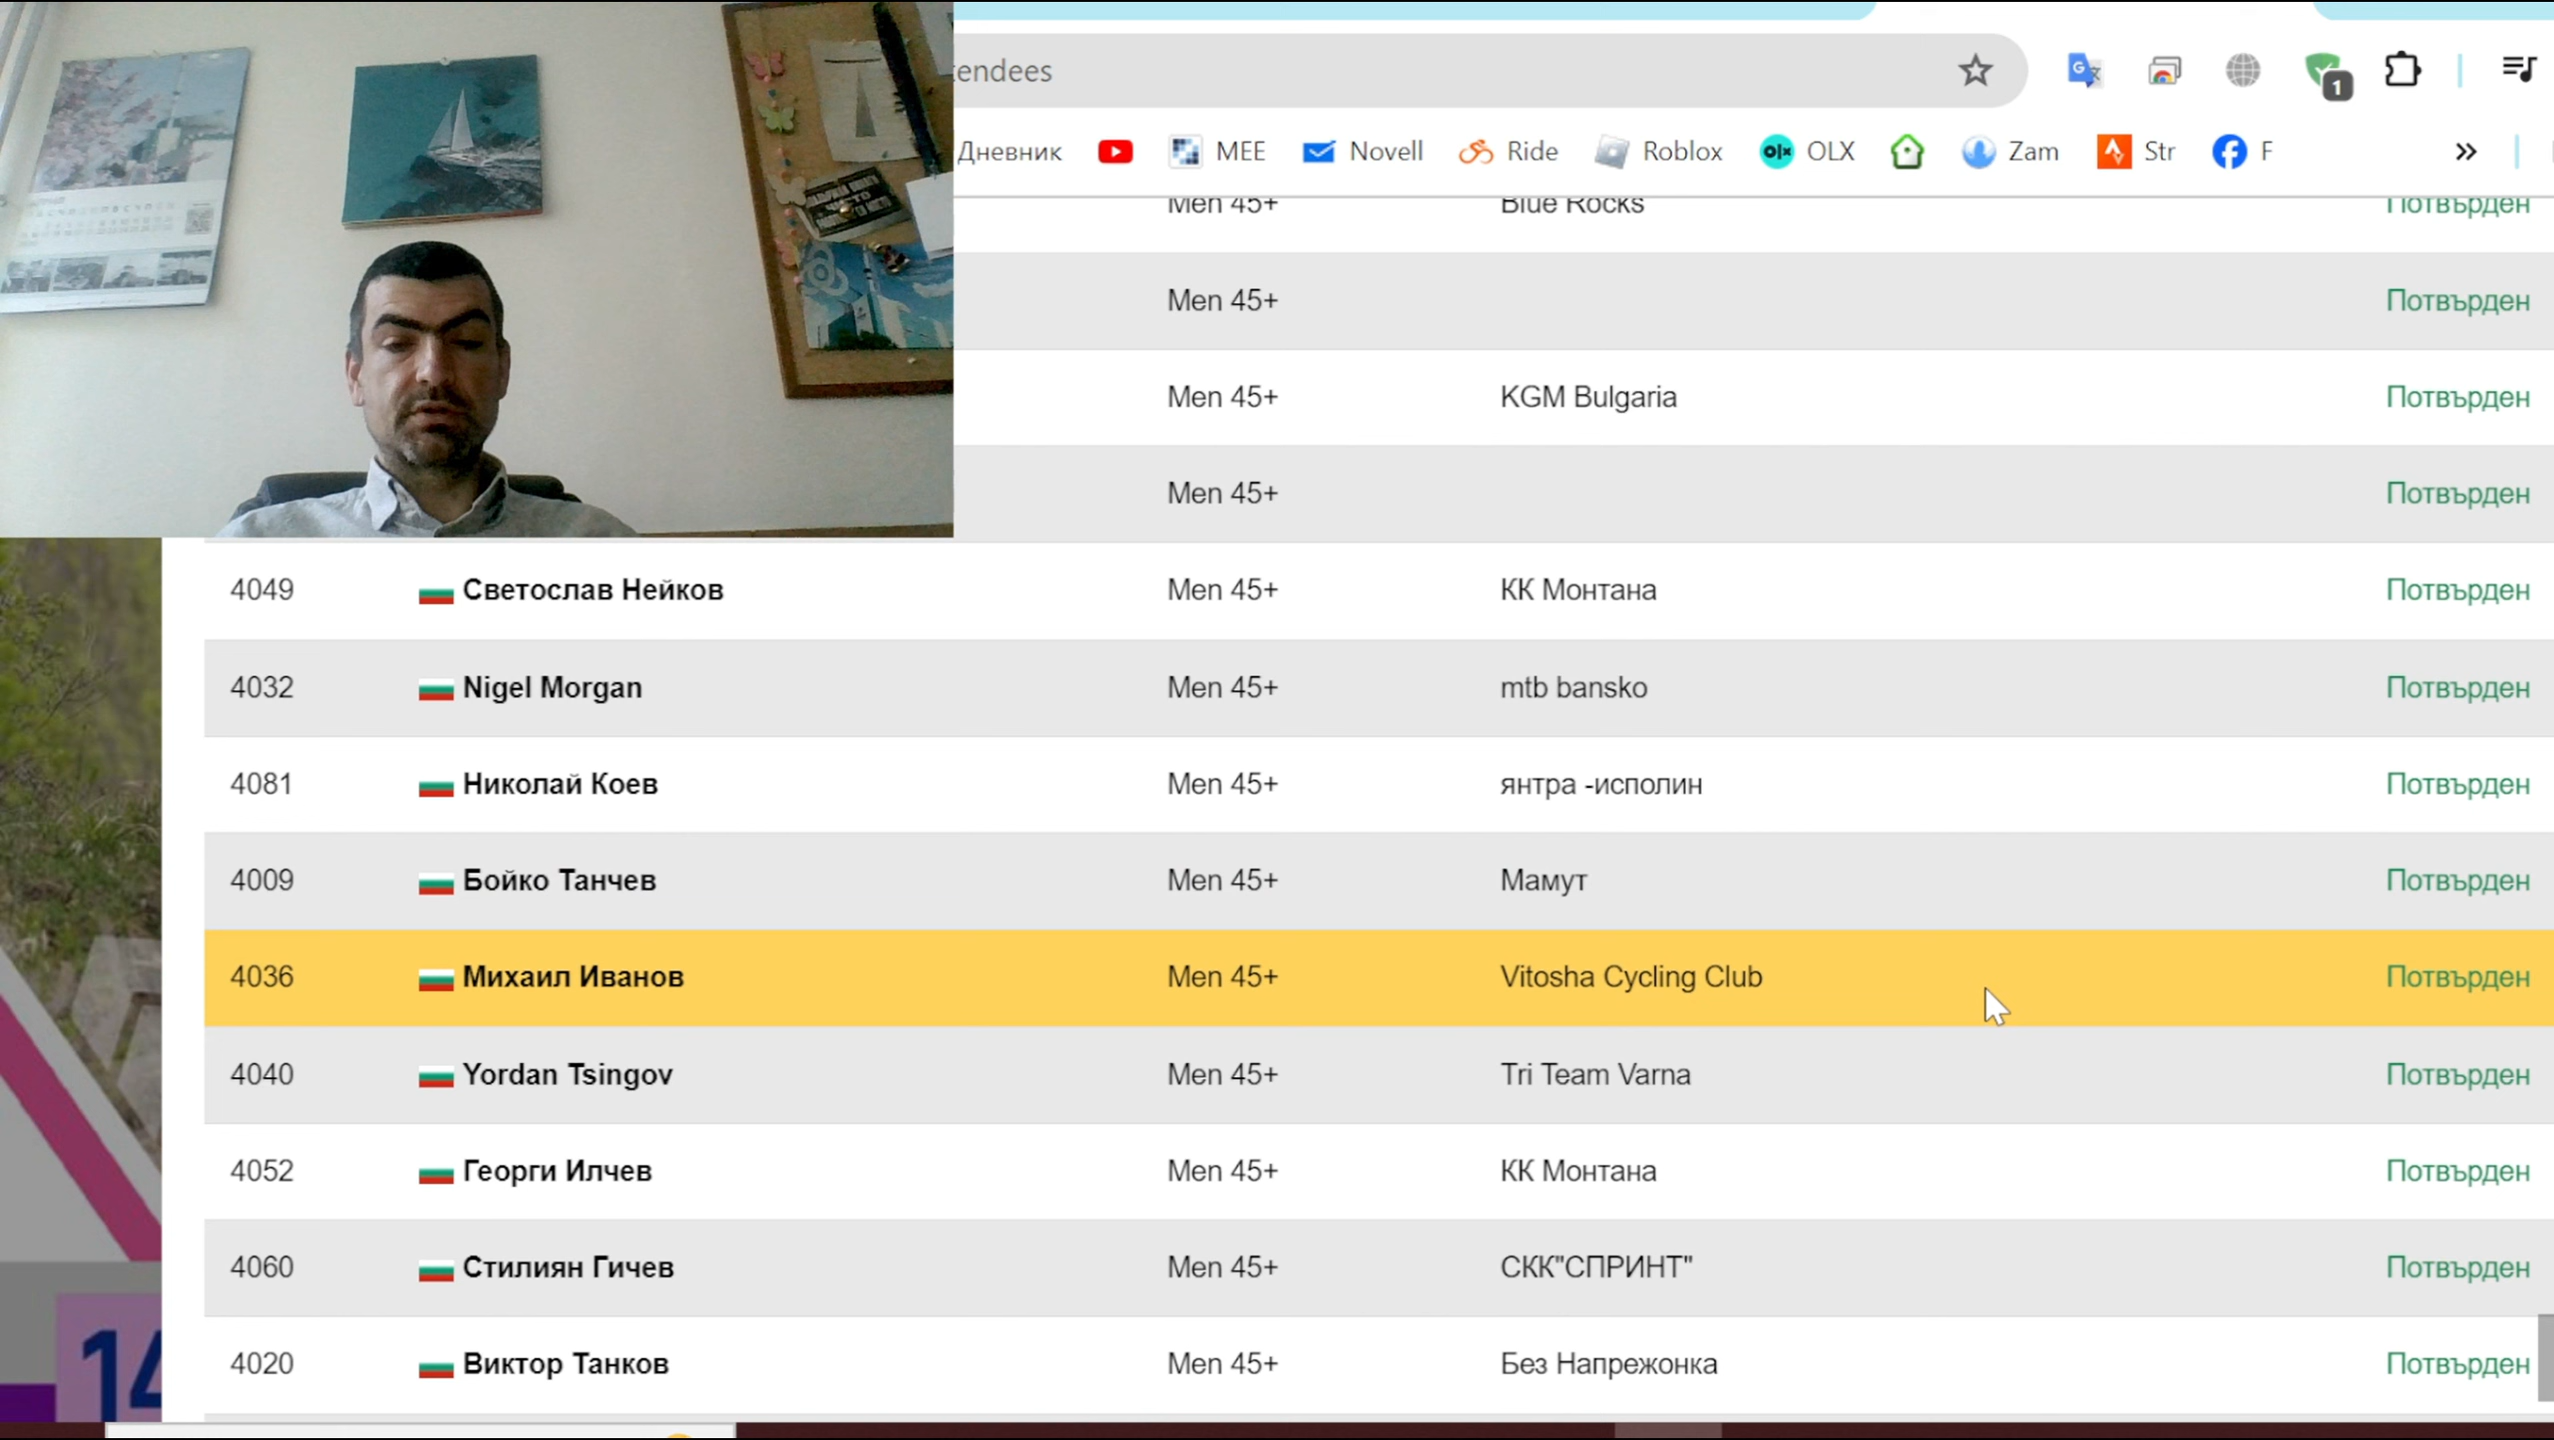 tendees
1
Дневник MEE Novell Ride Roblox OLX Zam Str F »
Men 45+ Blue Rocks Потвърден
Men 45+ Потвърден
Men 45+ KGM Bulgaria Потвърден
Men 45+ Потвърден
4049 Светослав Нейков Men 45+ КК Монтана Потвърден
4032 Nigel Morgan Men 45+ mtb bansko Потвърден
4081 Николай Коев Men 45+ янтра -исполин Потвърден
4009 Бойко Танчев Men 45+ Мамут Потвърден
4036 Михаил Иванов Men 45+ Vitosha Cycling Club Потвърден
4040 Yordan Tsingov Men 45+ Tri Team Varna Потвърден
4052 Георги Илчев Men 45+ КК Монтана Потвърден
4060 Стилиян Гичев Men 45+ СКК"СПРИНТ" Потвърден
4020 Виктор Танков Men 45+ Без Напрежонка Потвърден
14